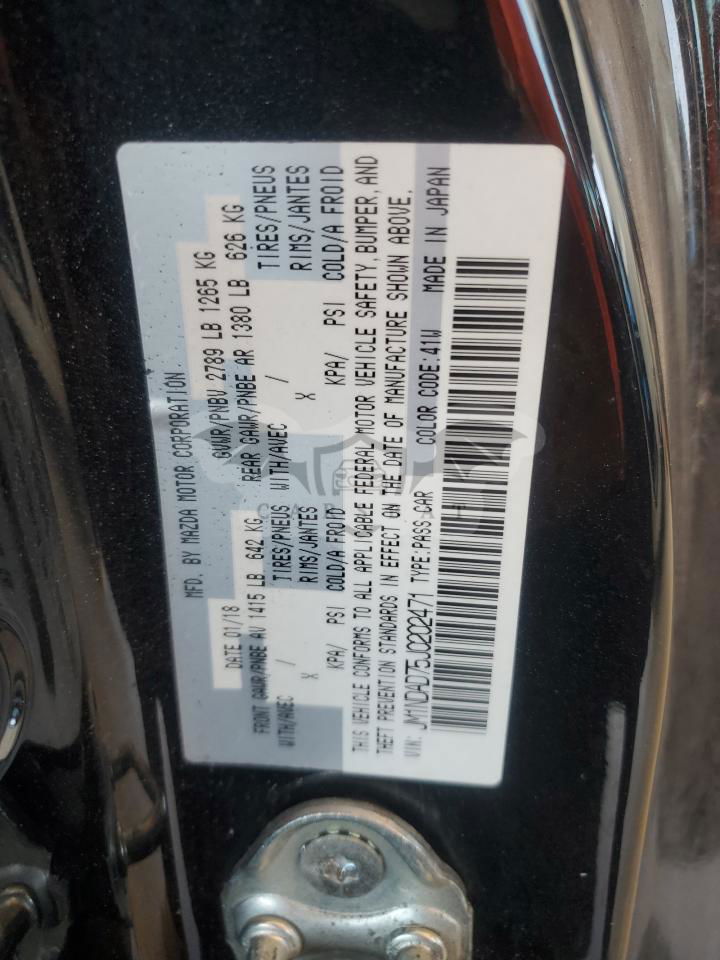 MFD. BY MAZDA MOTOR CORPORATION
DATE 01/18 GVWR/PNBV 2789 LB 1265 KG
FRONT GAWR/PNBE AV 1415 LB 642 KG REAR GAWR/PNBE AR 1380 LB 626 KG
WITH/AVEC / TIRES/PNEUS WITH/AVEC / TIRES/PNEUS
X RIMS/JANTES X RIMS/JANTES
KPA/ PSI COLD/A FROID KPA/ PSI COLD/A FROID
THIS VEHICLE CONFORMS TO ALL APPLICABLE FEDERAL MOTOR VEHICLE SAFETY, BUMPER, AND
THEFT PREVENTION STANDARDS IN EFFECT ON THE DATE OF MANUFACTURE SHOWN ABOVE.
VIN: JM1NDAD75J0202471 TYPE:PASS.CAR COLOR CODE:41W MADE IN JAPAN